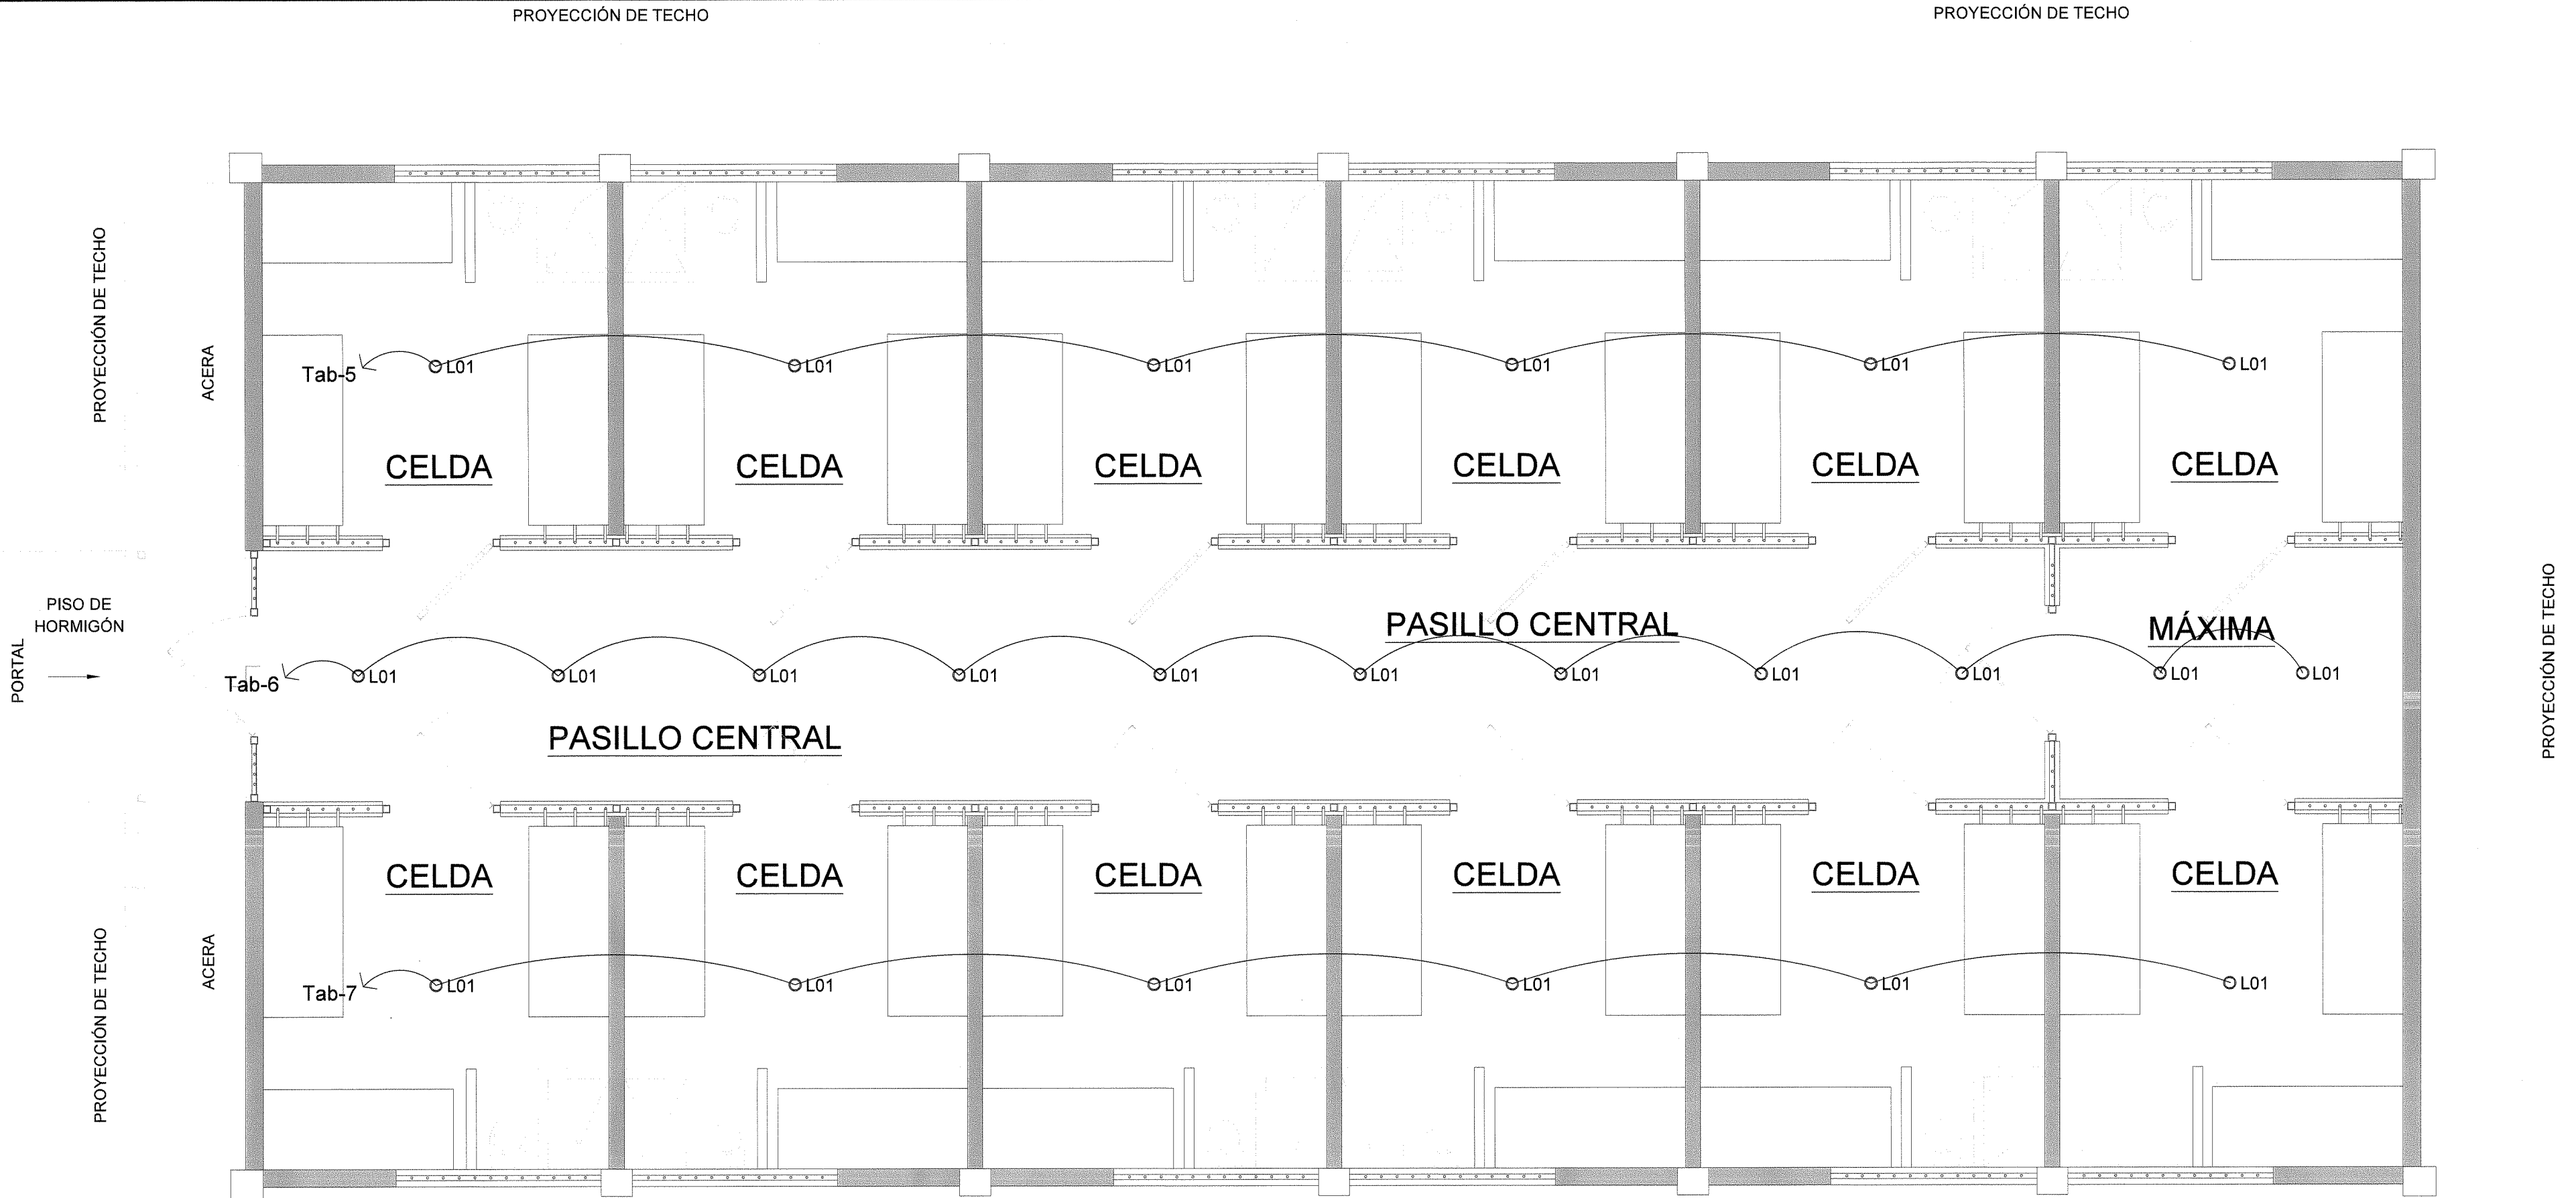 PROYECCIÓN DE TECHO
PROYECCIÓN DE TECHO
PROYECCIÓN DE TECHO
ACERA
Tab-5
L01
L01
L01
L01
L01
L01
CELDA
CELDA
CELDA
CELDA
CELDA
CELDA
PISO DE
HORMIGÓN
PORTAL
PASILLO CENTRAL
MÁXIMA
PROYECCIÓN DE TECHO
Tab-6
L01
L01
L01
L01
L01
L01
L01
L01
L01
L01
L01
PASILLO CENTRAL
CELDA
CELDA
CELDA
CELDA
CELDA
CELDA
PROYECCIÓN DE TECHO
ACERA
Tab-7
L01
L01
L01
L01
L01
L01